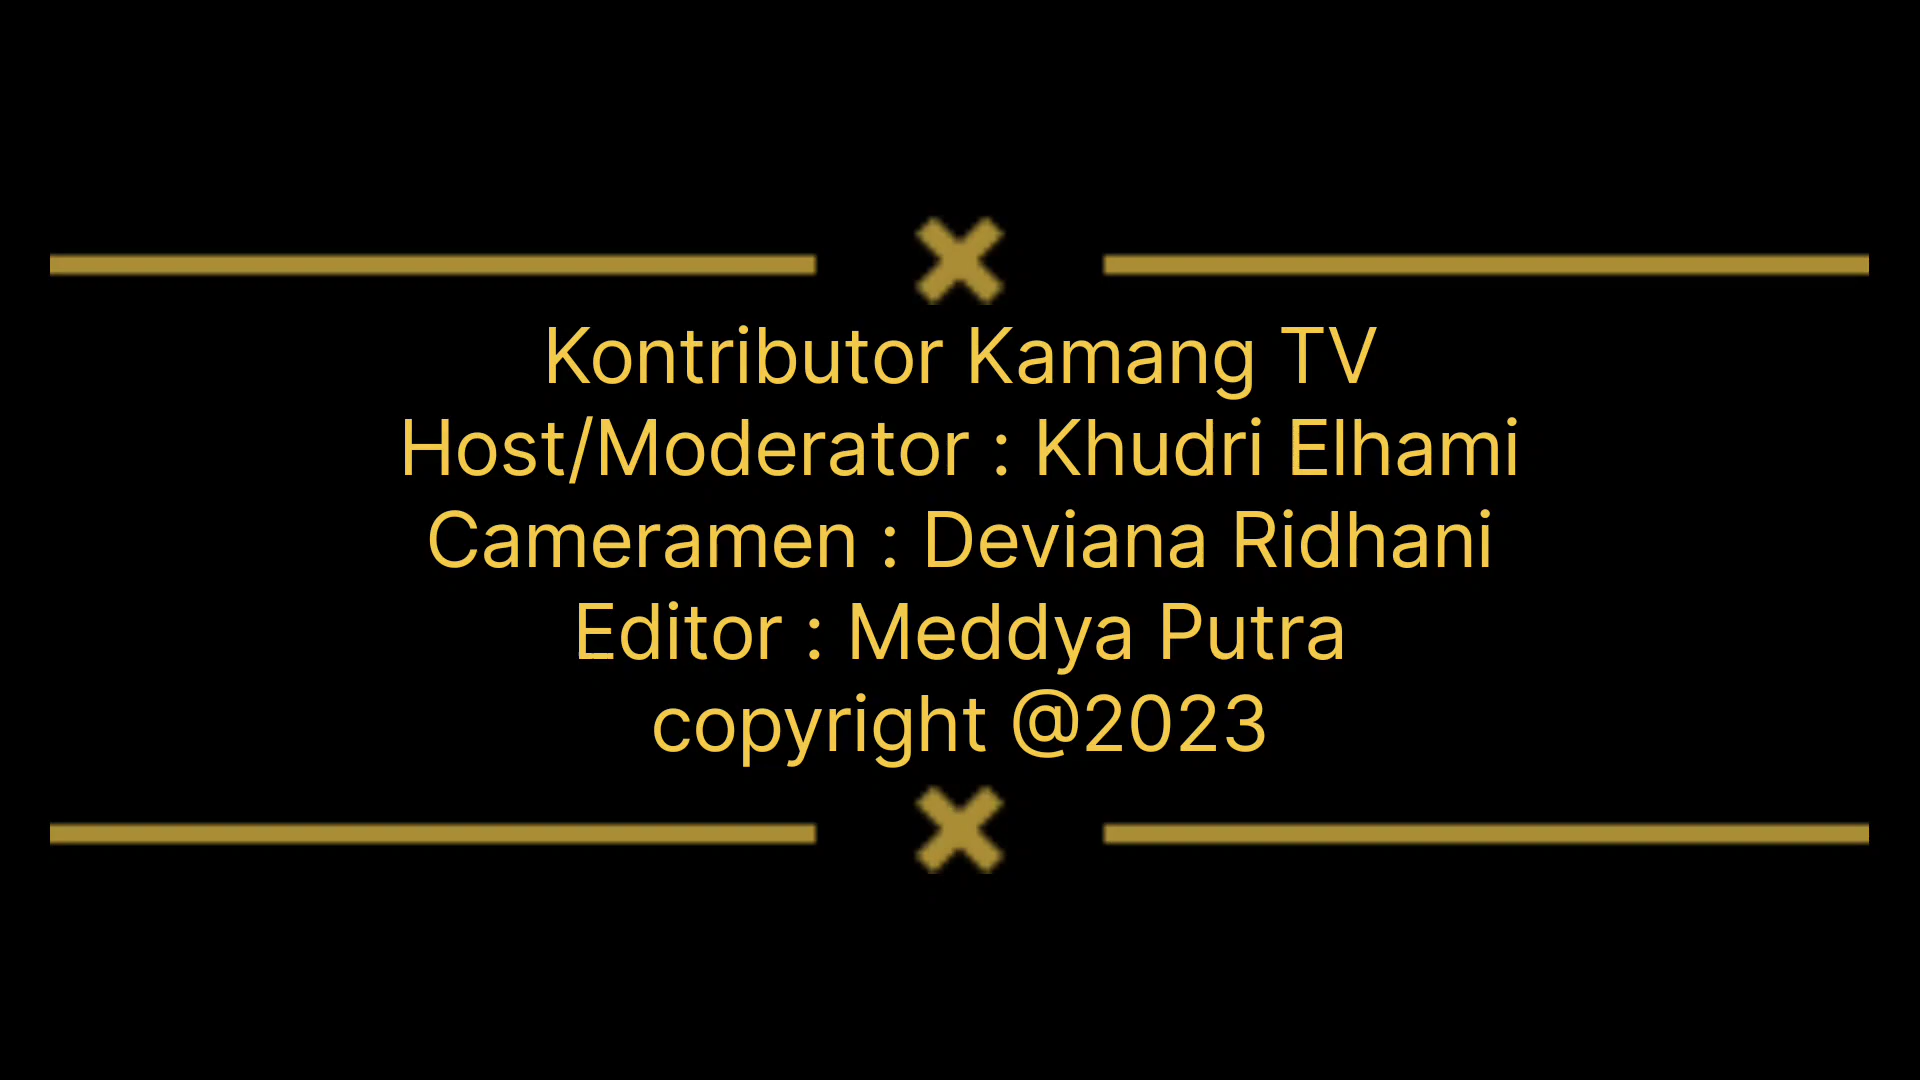 Kontributor Kamang TV
Host/Moderator : Khudri Elhami
Cameramen : Deviana Ridhani
Editor : Meddya Putra
copyright @2023